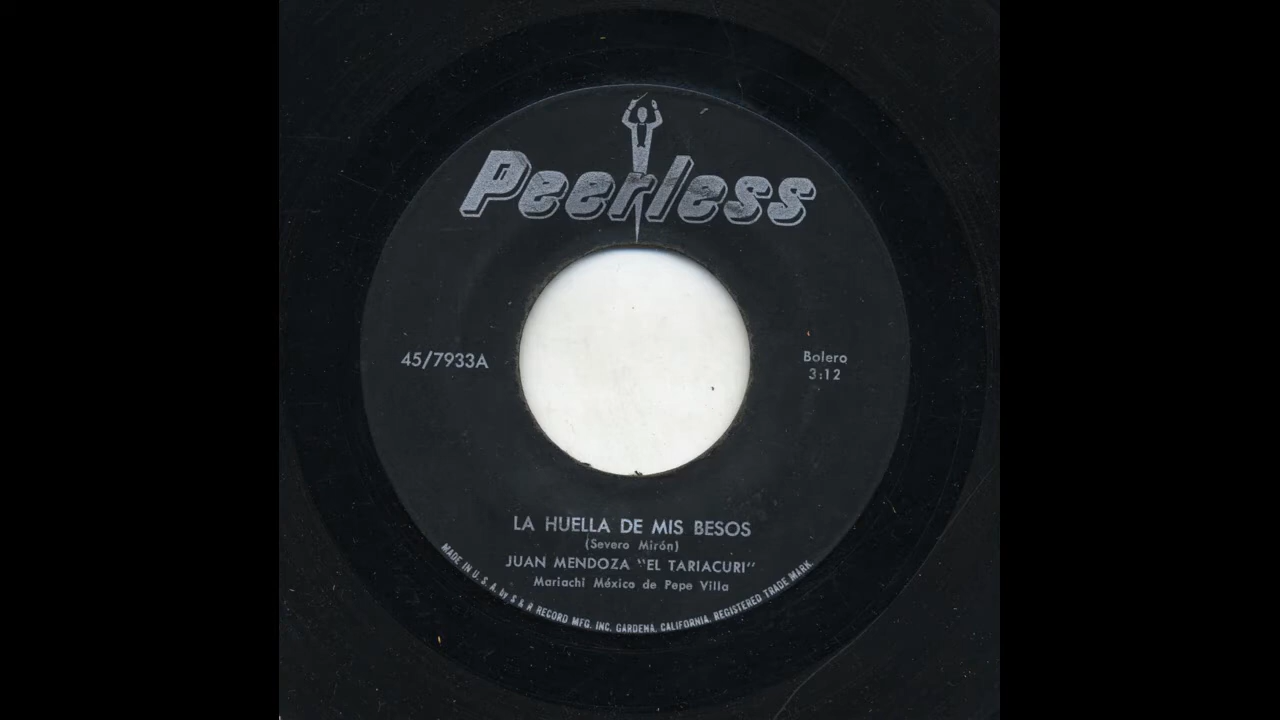 Peerless
45/7933A
Bolero
3:12
LA HUELLA DE MIS BESOS
(Severo Mirón)
JUAN MENDOZA "EL TARIACURI"
Mariachi México de Pepe Villa
MADE IN U. S. A. by S & R RECORD MFG. INC. GARDENA, CALIFORNIA. REGISTERED TRADE MARK.